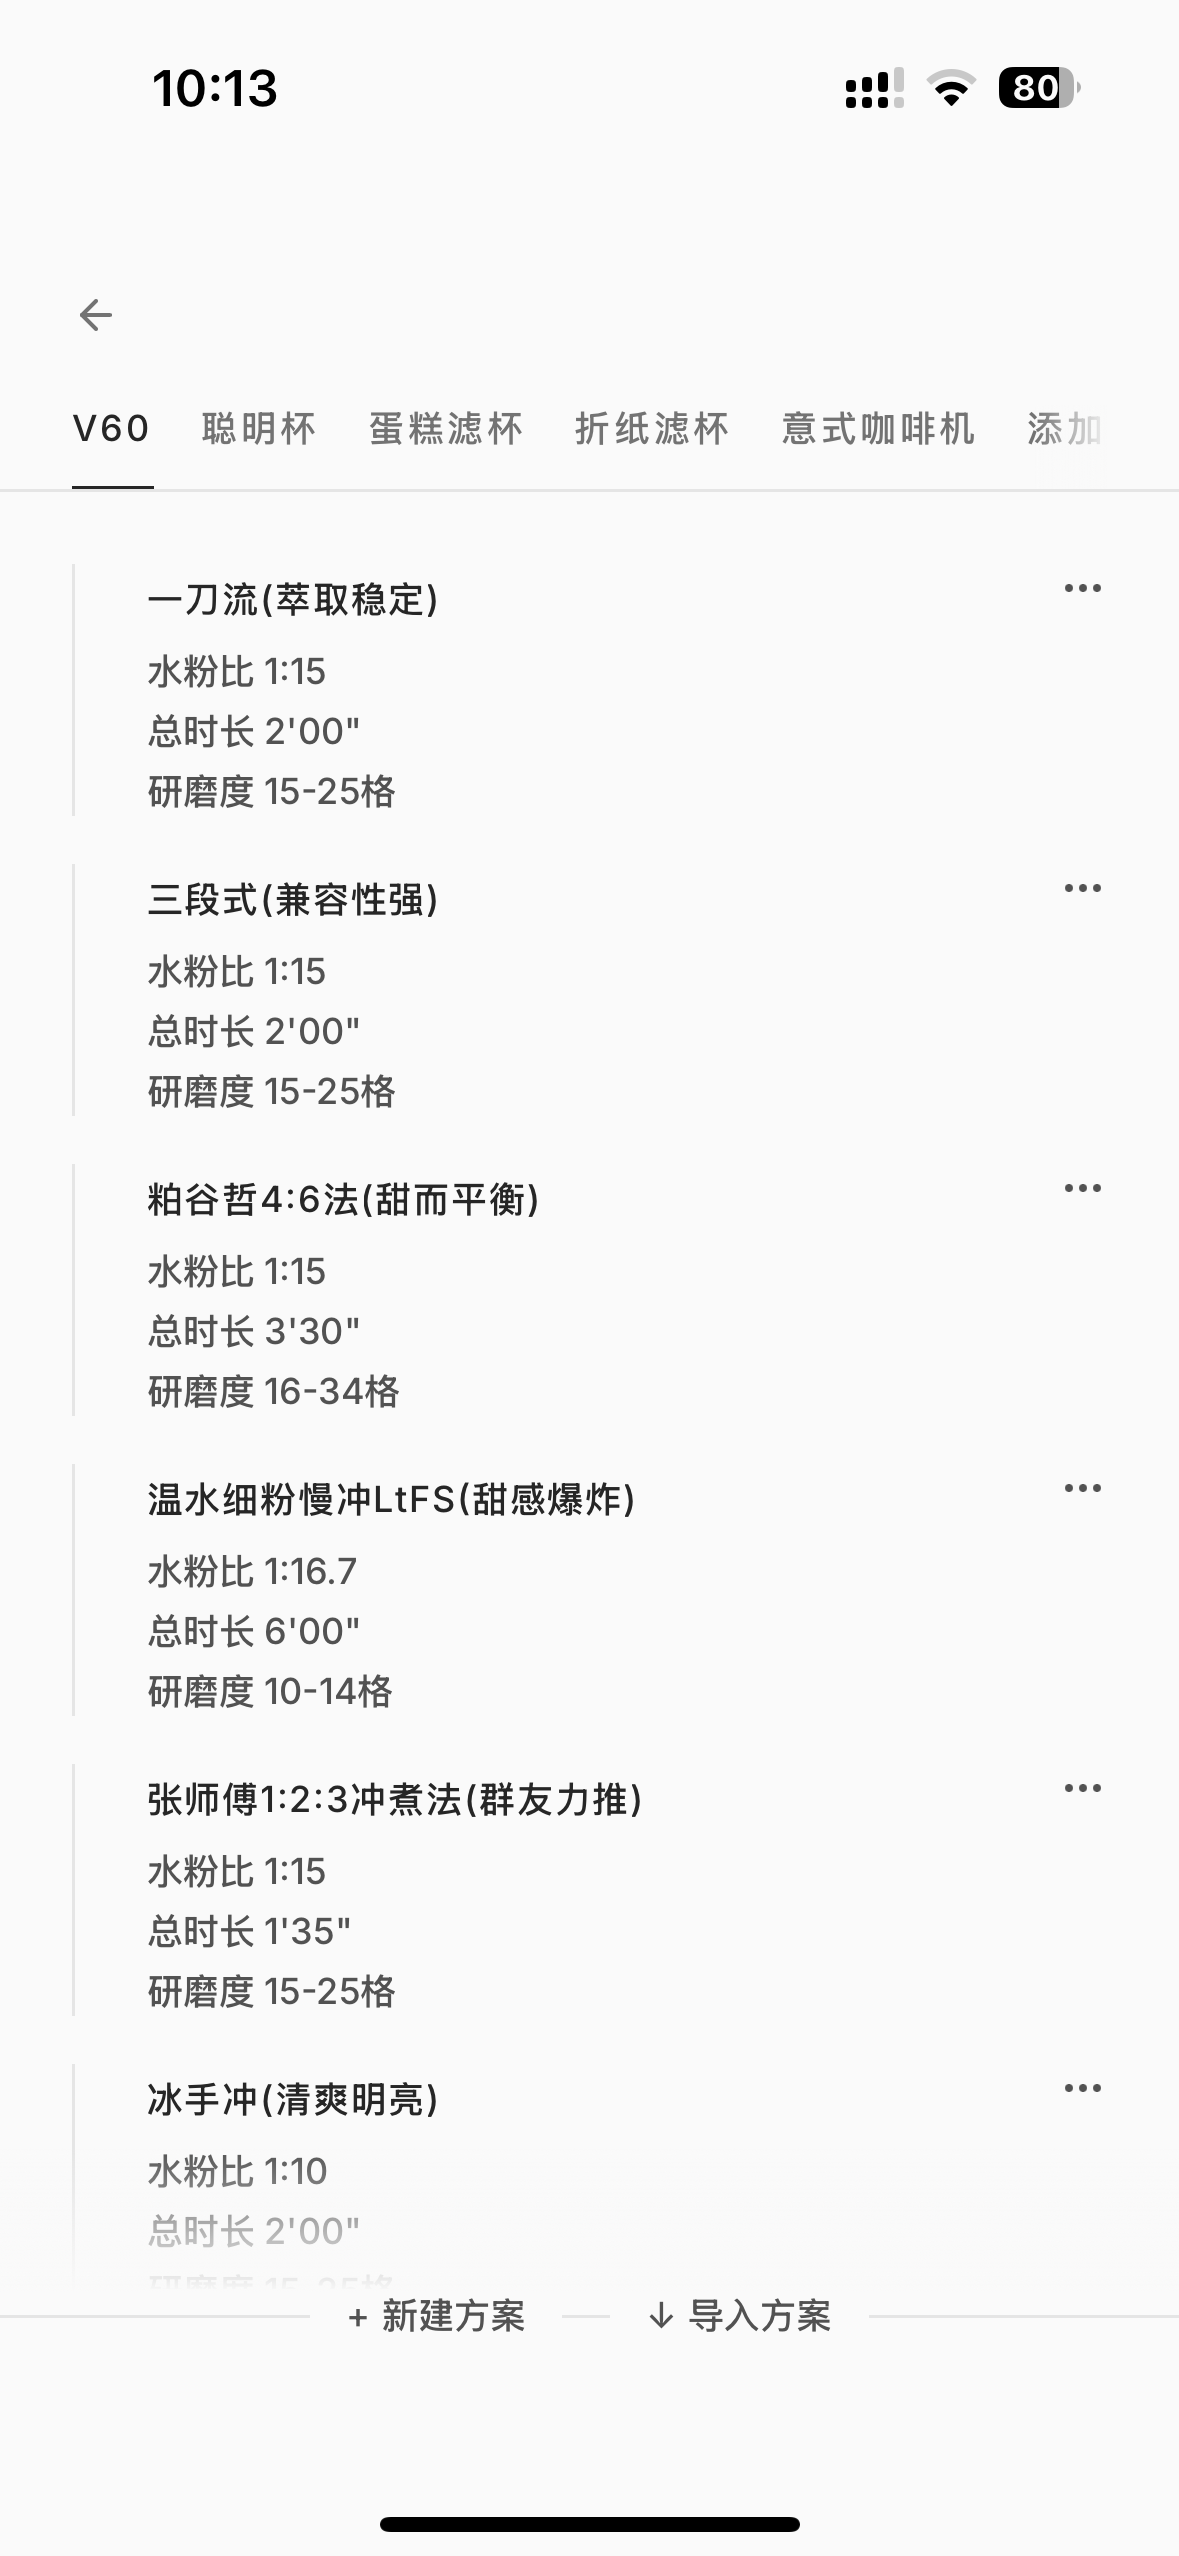 10:13
80
V60 聪明杯 蛋糕滤杯 折纸滤杯 意式咖啡机 添加
一刀流(萃取稳定)
水粉比 1:15
总时长 2'00"
研磨度 15-25格
三段式(兼容性强)
水粉比 1:15
总时长 2'00"
研磨度 15-25格
粕谷哲4:6法(甜而平衡)
水粉比 1:15
总时长 3'30"
研磨度 16-34格
温水细粉慢冲LtFS(甜感爆炸)
水粉比 1:16.7
总时长 6'00"
研磨度 10-14格
张师傅1:2:3冲煮法(群友力推)
水粉比 1:15
总时长 1'35"
研磨度 15-25格
冰手冲(清爽明亮)
水粉比 1:10
总时长 2'00"
+ 新建方案 ↓ 导入方案